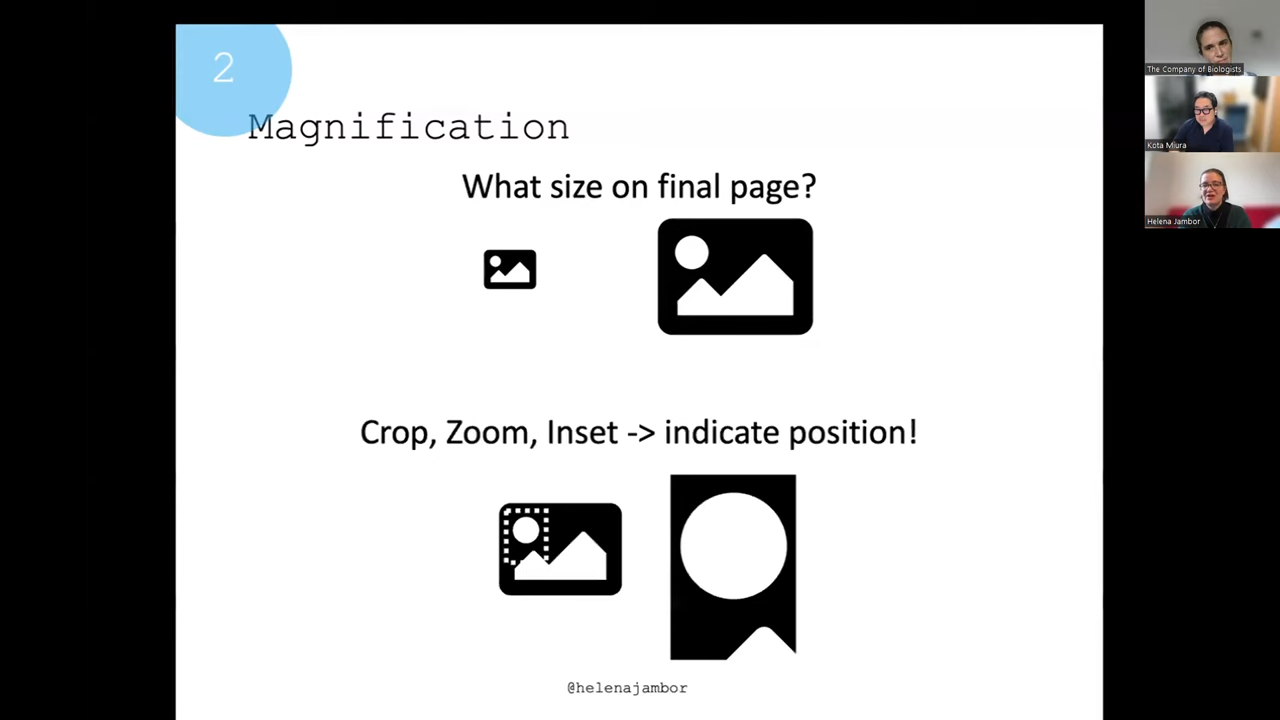 2
Magnification
What size on final page?
Crop, Zoom, Inset -> indicate position!
@helenajambor
The Company of Biologists
Kota Miura
Helena Jambor